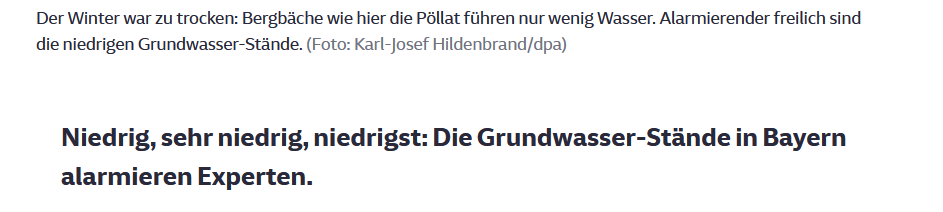 Der Winter war zu trocken: Bergbäche wie hier die Pöllat führen nur wenig Wasser. Alarmierender freilich sind
die niedrigen Grundwasser-Stände. (Foto: Karl-Josef Hildenbrand/dpa)
Niedrig, sehr niedrig, niedrigst: Die Grundwasser-Stände in Bayern
alarmieren Experten.